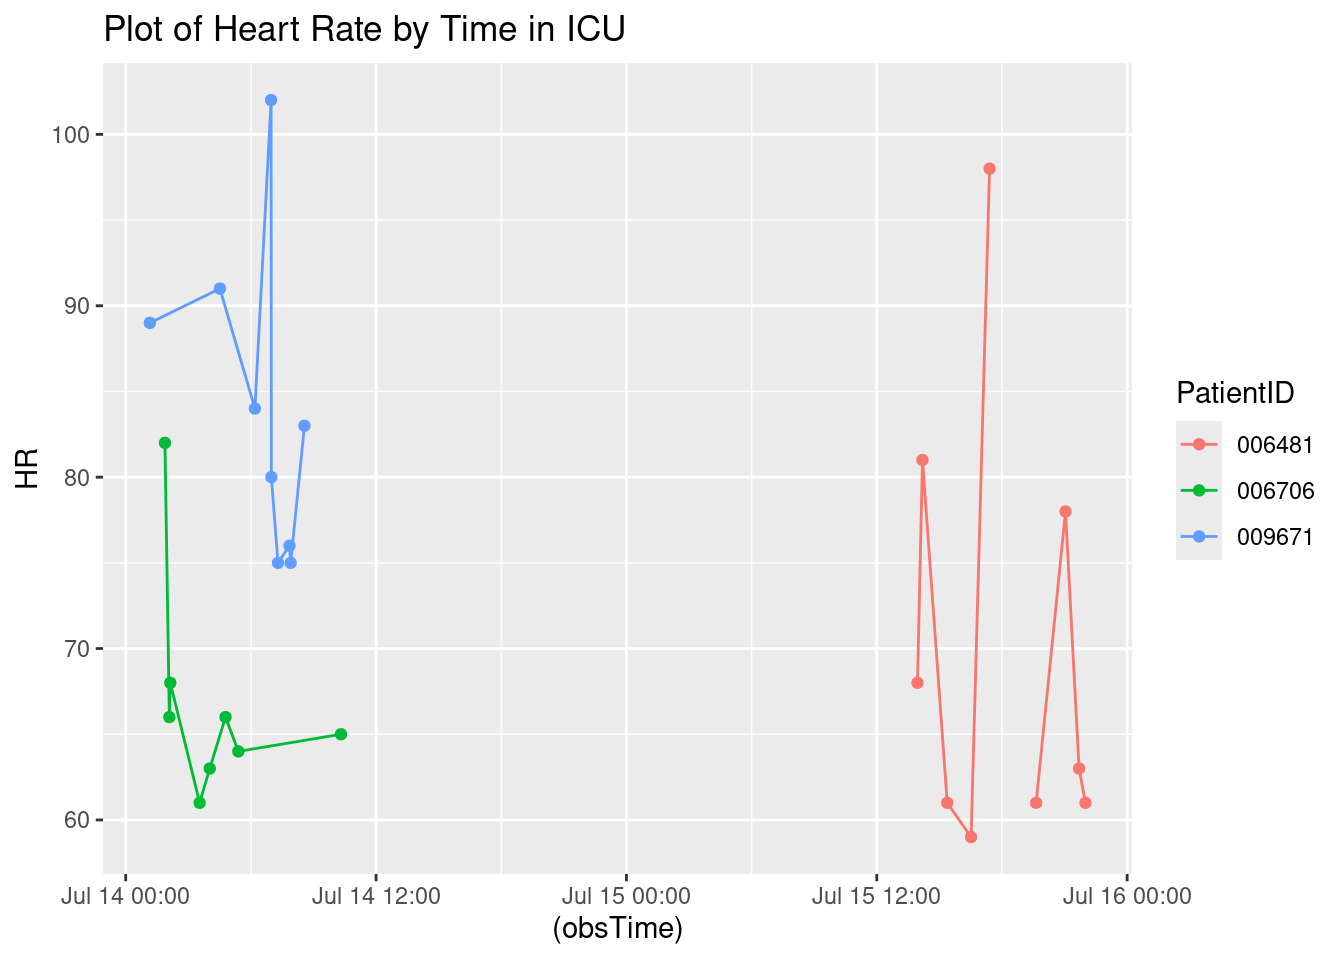 Plot of Heart Rate by Time in ICU
100
90
80
70
60
HR
Jul 14 00:00
Jul 14 12:00
Jul 15 00:00
Jul 15 12:00
Jul 16 00:00
(obsTime)
PatientID
006481
006706
009671